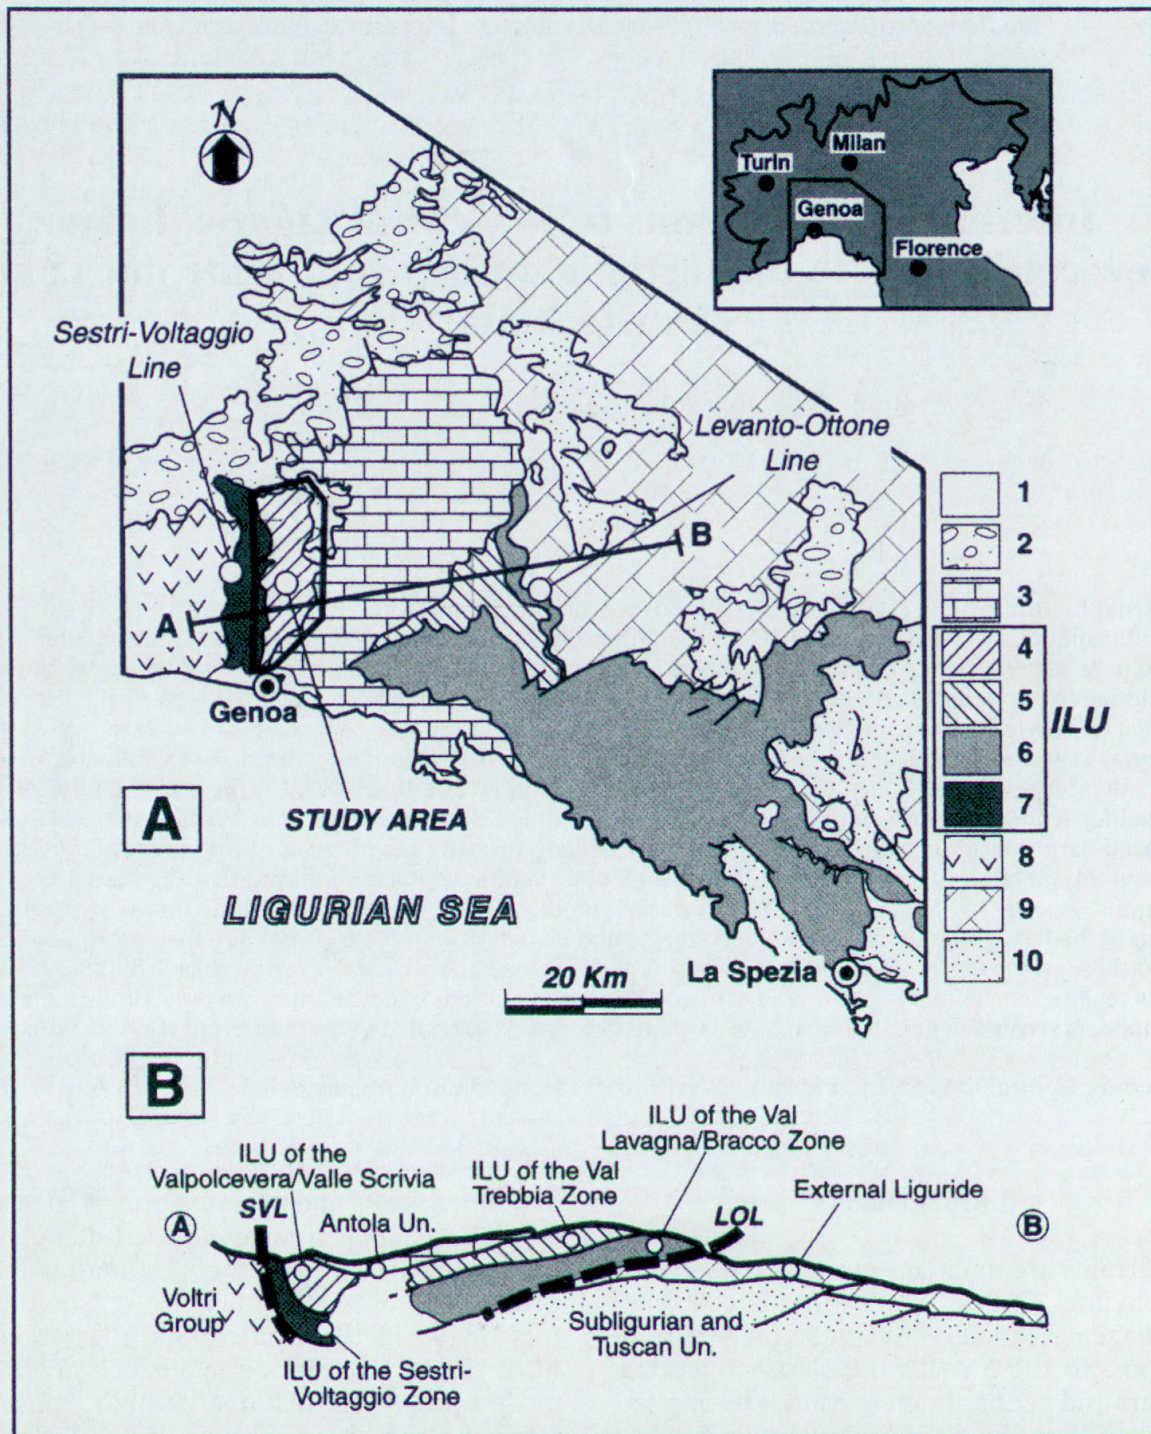 N
Turin
Milan
Genoa
Florence
Sestri-Voltaggio
Line
Levanto-Ottone
Line
A
B
Genoa
STUDY AREA
A
LIGURIAN SEA
20 Km
La Spezia
1
2
3
4
5
6
7
8
9
10
ILU
B
ILU of the
Valpolcevera/Valle Scrivia
ILU of the Val
Trebbia Zone
ILU of the Val
Lavagna/Bracco Zone
External Liguride
A
SVL
Antola Un.
LOL
B
Voltri
Group
Subligurian and
Tuscan Un.
ILU of the Sestri-
Voltaggio Zone